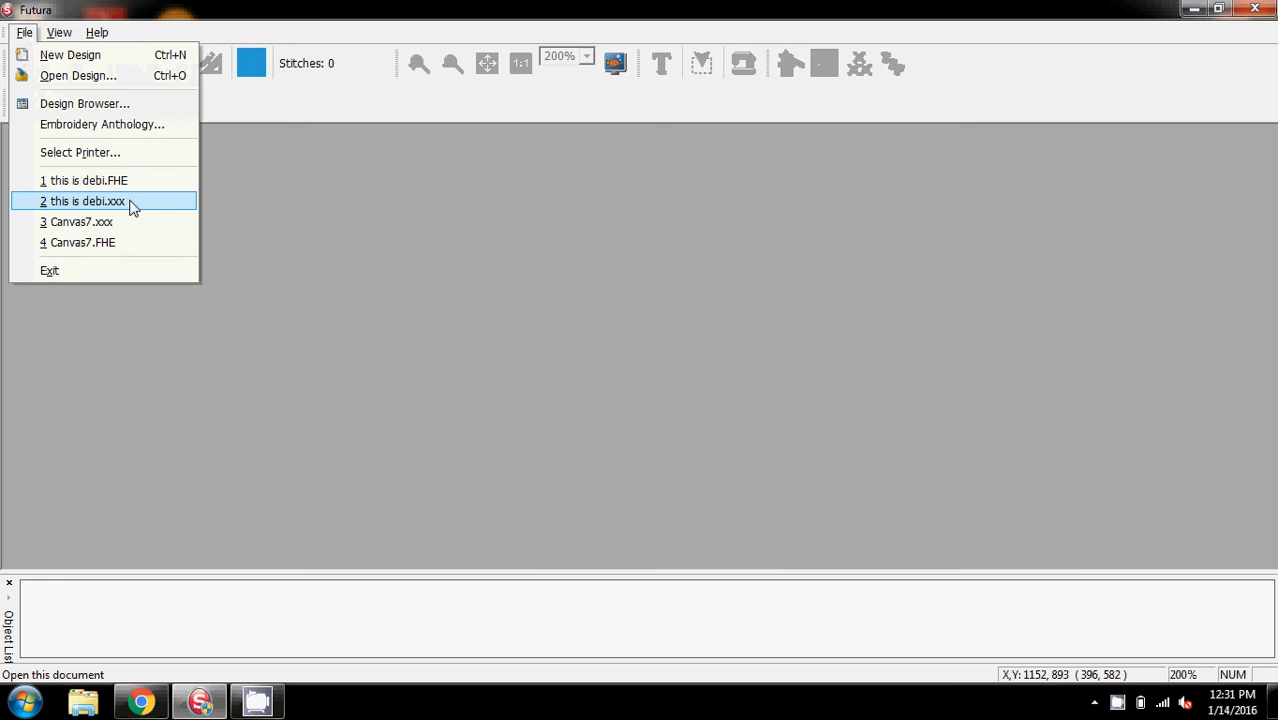 Futura
File View Help
New Design Ctrl+N
Open Design... Ctrl+O
Design Browser...
Embroidery Anthology...
Select Printer...
1 this is debi.FHE
2 this is debi.xxx
3 Canvas7.xxx
4 Canvas7.FHE
Exit
Stitches: 0
1:1
200%
T
Object List
Open this document
X,Y: 1152, 893 ( 396, 582 ) 200% NUM
12:31 PM
1/14/2016